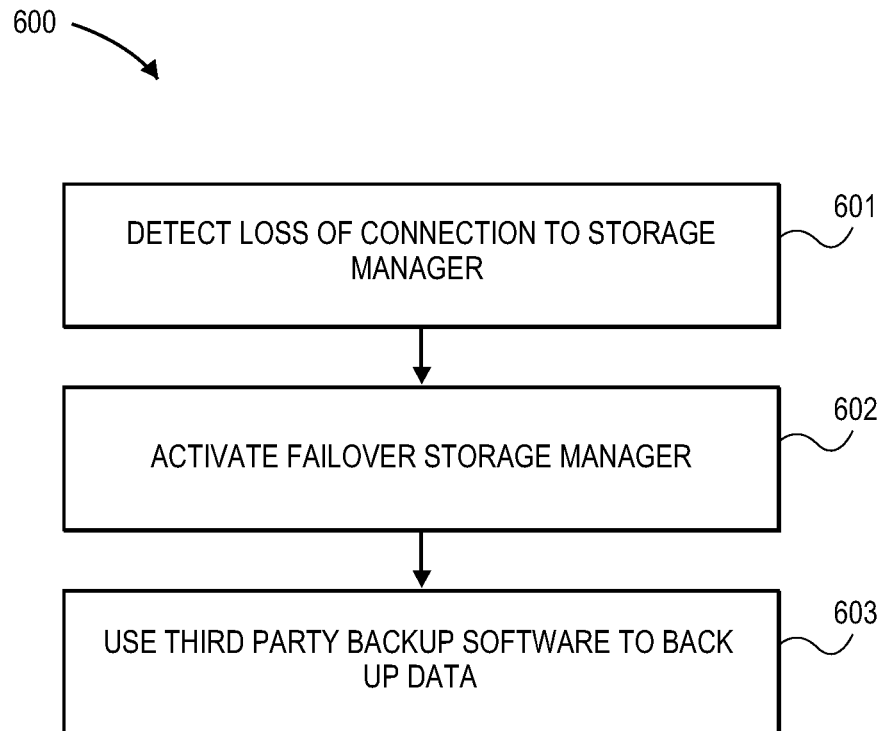 600
DETECT LOSS OF CONNECTION TO STORAGE
MANAGER
601
ACTIVATE FAILOVER STORAGE MANAGER
602
USE THIRD PARTY BACKUP SOFTWARE TO BACK
UP DATA
603